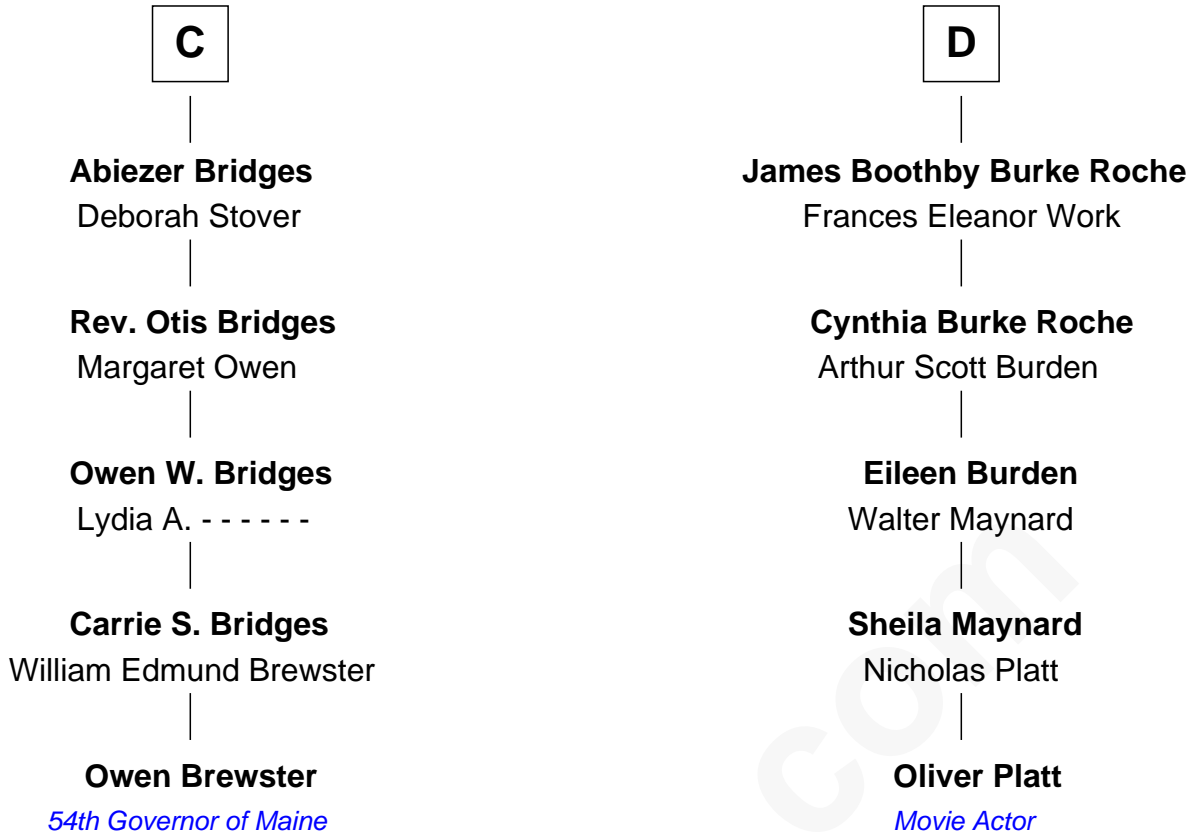 C
Abiezer Bridges
Deborah Stover
Rev. Otis Bridges
Margaret Owen
Owen W. Bridges
Lydia A. - - - - - -
Carrie S. Bridges
William Edmund Brewster
Owen Brewster
54th Governor of Maine
D
James Boothby Burke Roche
Frances Eleanor Work
Cynthia Burke Roche
Arthur Scott Burden
Eileen Burden
Walter Maynard
Sheila Maynard
Nicholas Platt
Oliver Platt
Movie Actor
com